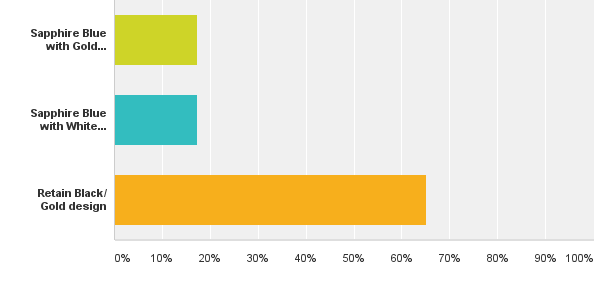 Sapphire Blue
with Gold...
Sapphire Blue
with White...
Retain Black/
Gold design
0% 10% 20% 30% 40% 50% 60% 70% 80% 90% 100%